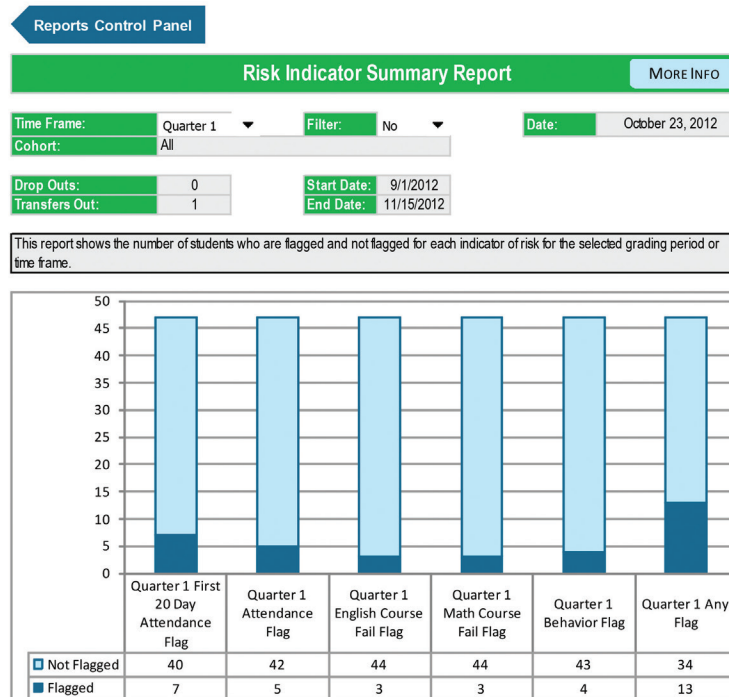 Reports Control Panel
Risk Indicator Summary Report
MORE INFO
Time Frame: Quarter 1 Filter: No Date: October 23, 2012
Cohort: All
Drop Outs: 0 Start Date: 9/1/2012
Transfers Out: 1 End Date: 11/15/2012
This report shows the number of students who are flagged and not flagged for each indicator of risk for the selected grading period or
time frame.
50
45
40
35
30
25
20
15
10
5
0
Quarter 1 First
20 Day
Attendance
Flag
Quarter 1
Attendance
Flag
Quarter 1
English Course
Fail Flag
Quarter 1
Math Course
Fail Flag
Quarter 1
Behavior Flag
Quarter 1 Any
Flag
Not Flagged 40 42 44 44 43 34
Flagged 7 5 3 3 4 13